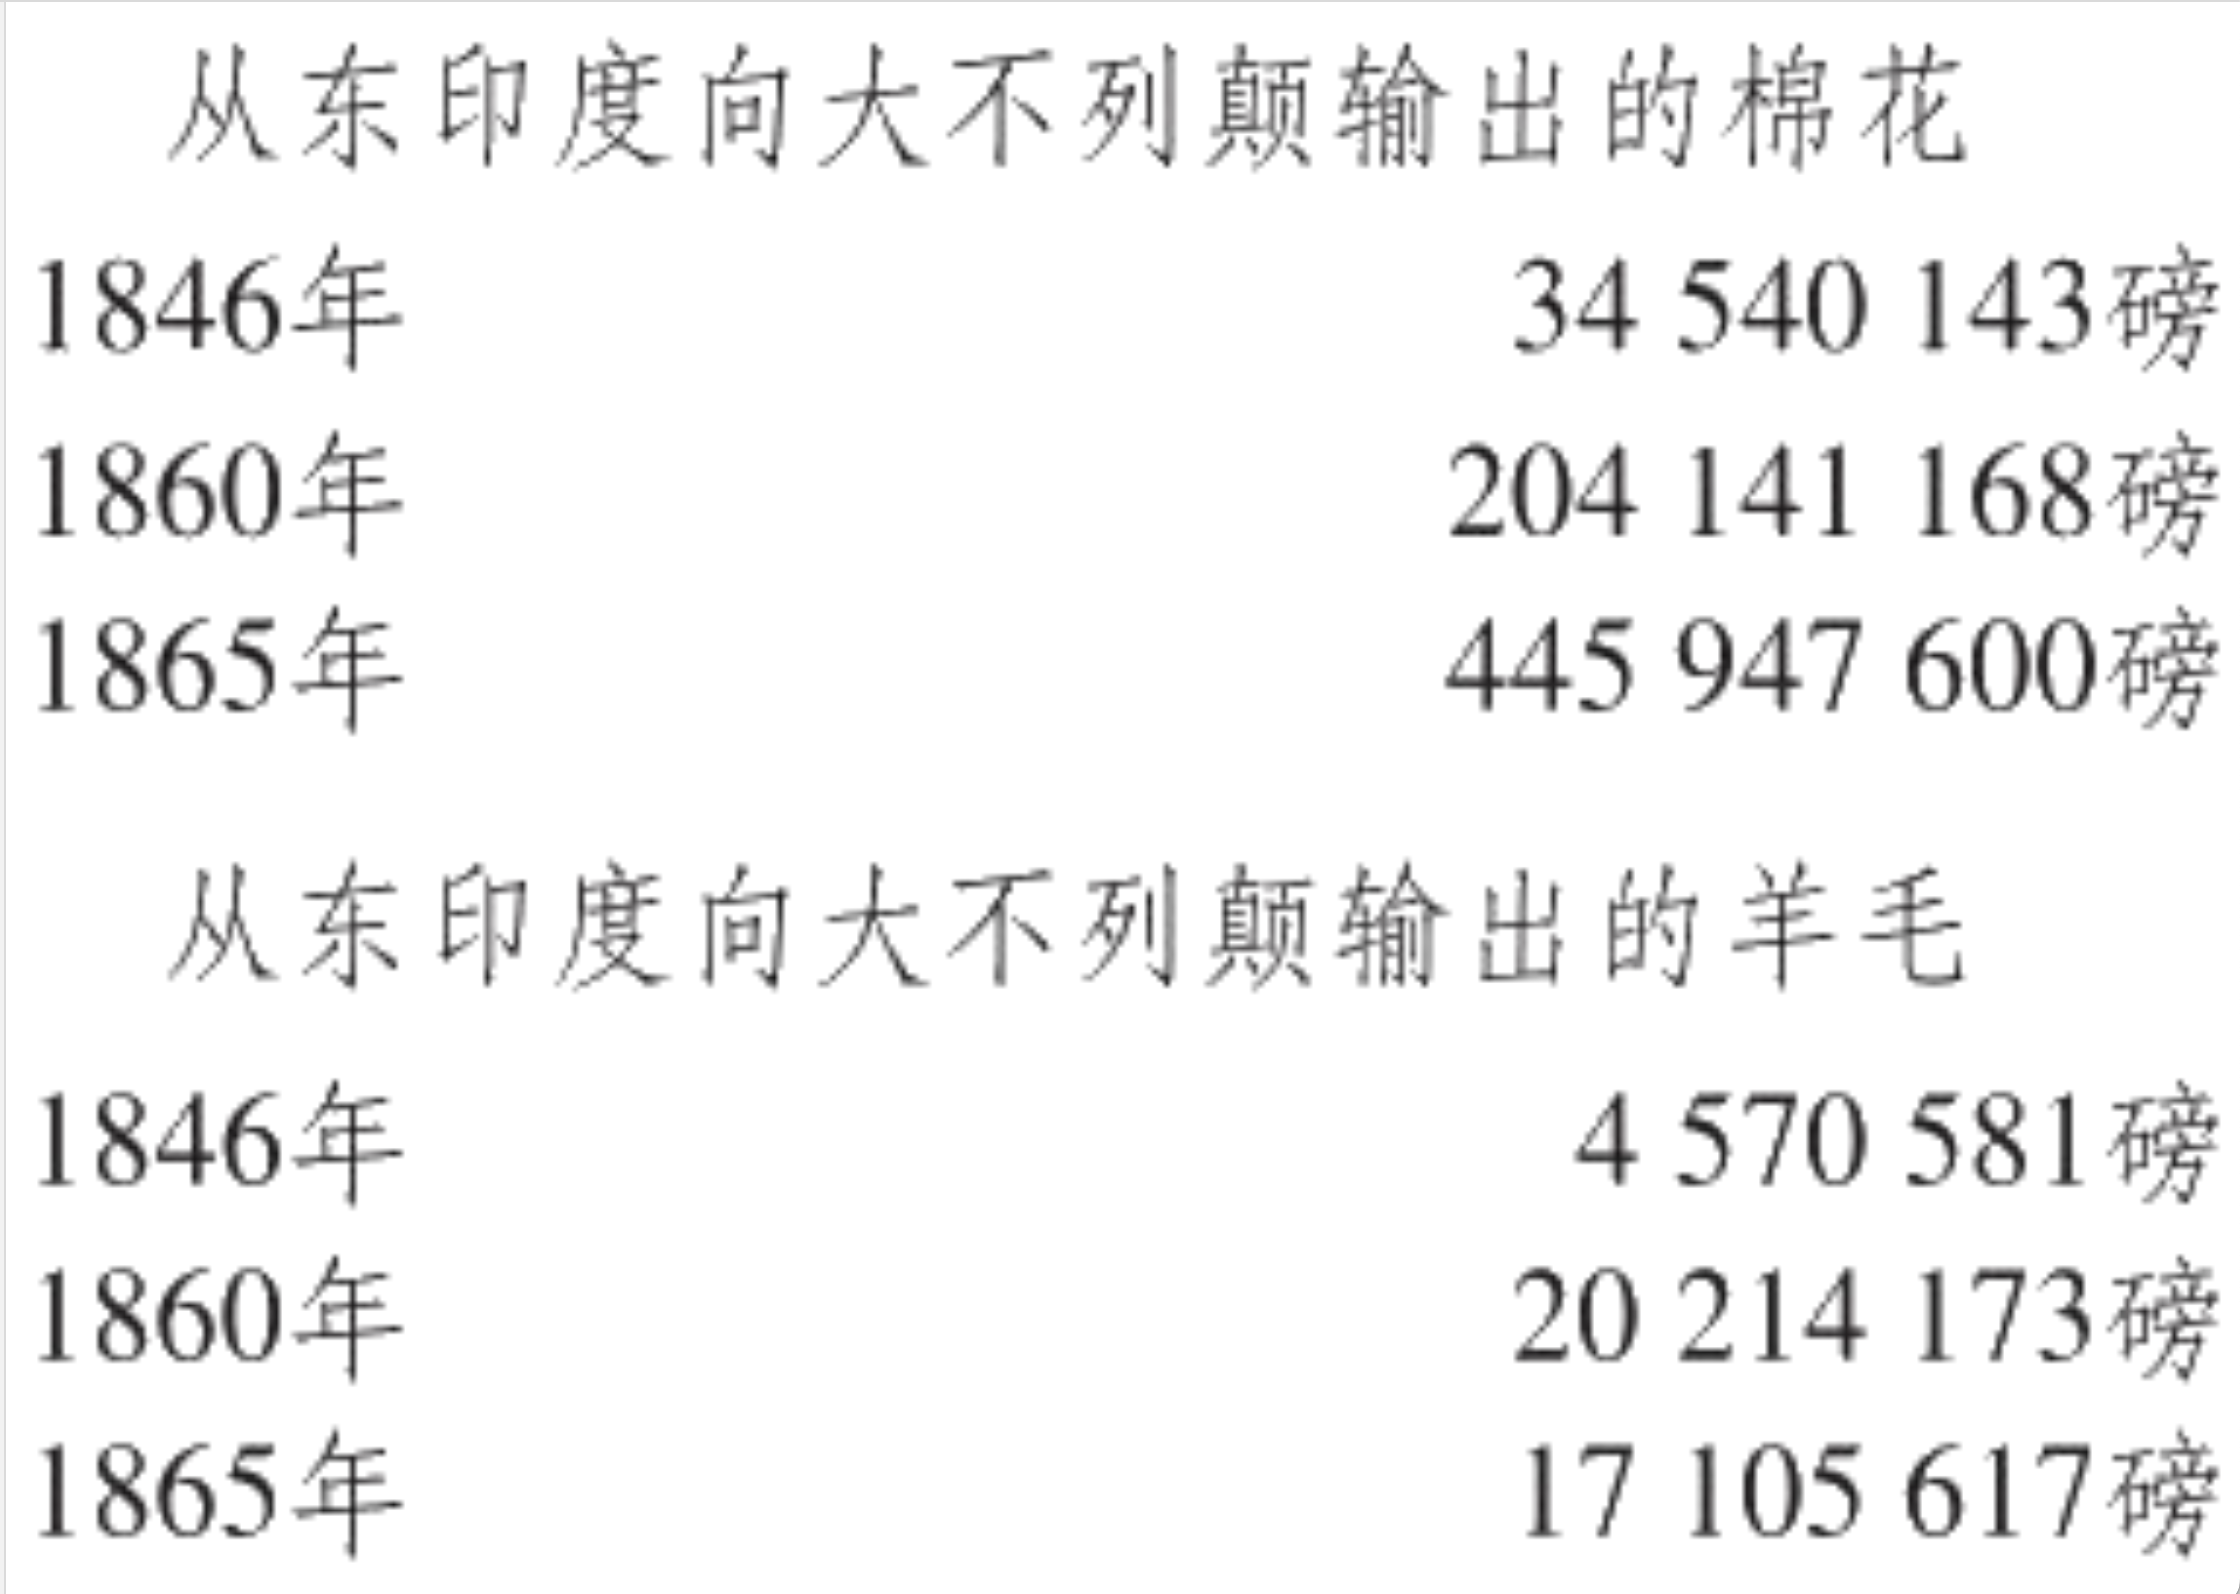 从东印度向大不列颠输出的棉花
1846年 34 540 143磅
1860年 204 141 168磅
1865年 445 947 600磅
从东印度向大不列颠输出的羊毛
1846年 4 570 581磅
1860年 20 214 173磅
1865年 17 105 617磅